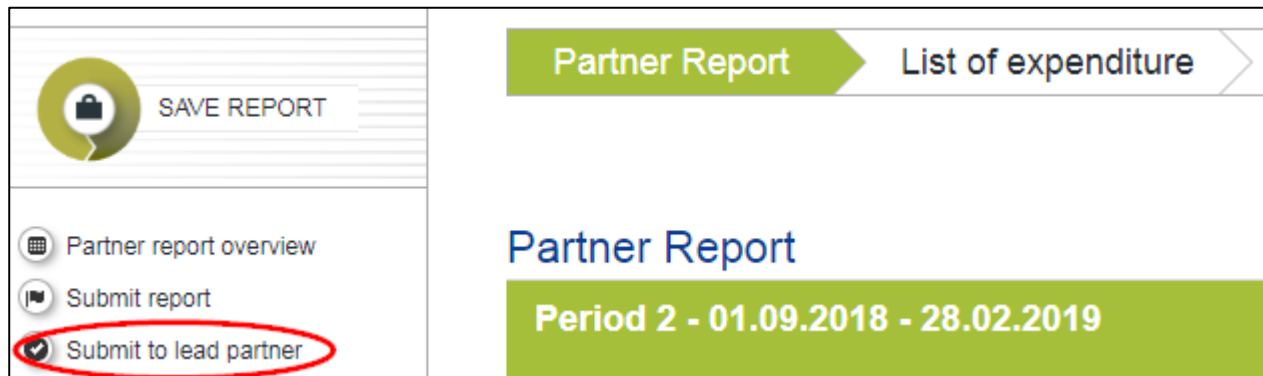 SAVE REPORT
Partner report overview
Submit report
Submit to lead partner
Partner Report
List of expenditure
Partner Report
Period 2 - 01.09.2018 - 28.02.2019